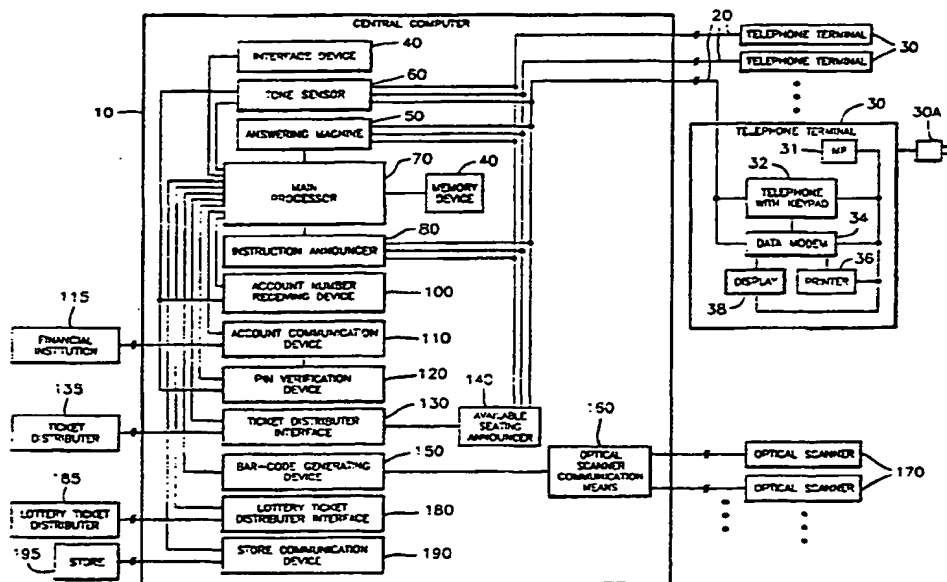 CENTRAL COMPUTER
10
40
INTERFACE DEVICE
60
TONE SENSOR
50
ANSWERING MACHINE
70
MAIN
PROCESSOR
40
MEMORY
DEVICE
80
INSTRUCTION ANNOUNCER
ACCOUNT NUMBER
RECEIVING DEVICE
100
115
FINANCIAL
INSTITUTION
ACCOUNT COMMUNICATION
DEVICE
110
PIN VERIFICATION
DEVICE
120
135
TICKET
DISTRIBUTER
TICKET DISTRIBUTER
INTERFACE
130
140
AVAILABLE
SEATING
ANNOUNCER
BAR-CODE GENERATING
DEVICE
150
160
OPTICAL
SCANNER
COMMUNICATION
MEANS
185
LOTTERY TICKET
DISTRIBUTER
LOTTERY TICKET
DISTRIBUTER INTERFACE
180
195
STORE
STORE COMMUNICATION
DEVICE
190
20
TELEPHONE TERMINAL
TELEPHONE TERMINAL
30
30
30A
TELEPHONE TERMINAL
31
MP
32
TELEPHONE
WITH KEYPAD
34
DATA MODEM
36
DISPLAY
PRINTER
38
OPTICAL SCANNER
OPTICAL SCANNER
170